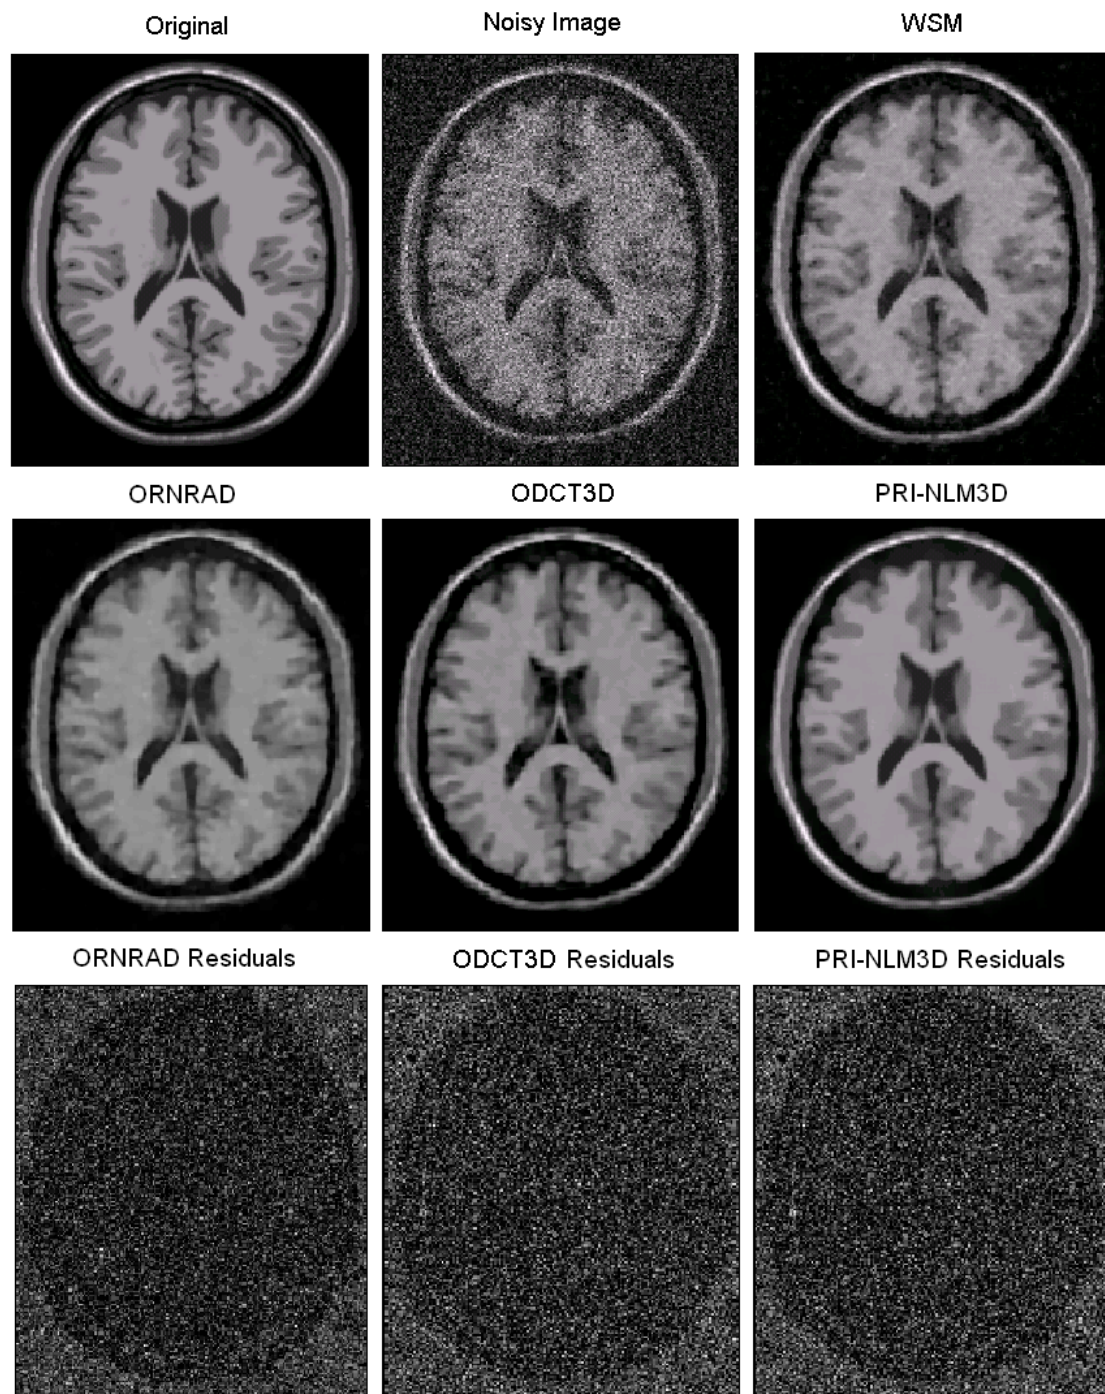 Original
Noisy Image
WSM
ORNRAD
ODCT3D
PRI-NLM3D
ORNRAD Residuals
ODCT3D Residuals
PRI-NLM3D Residuals